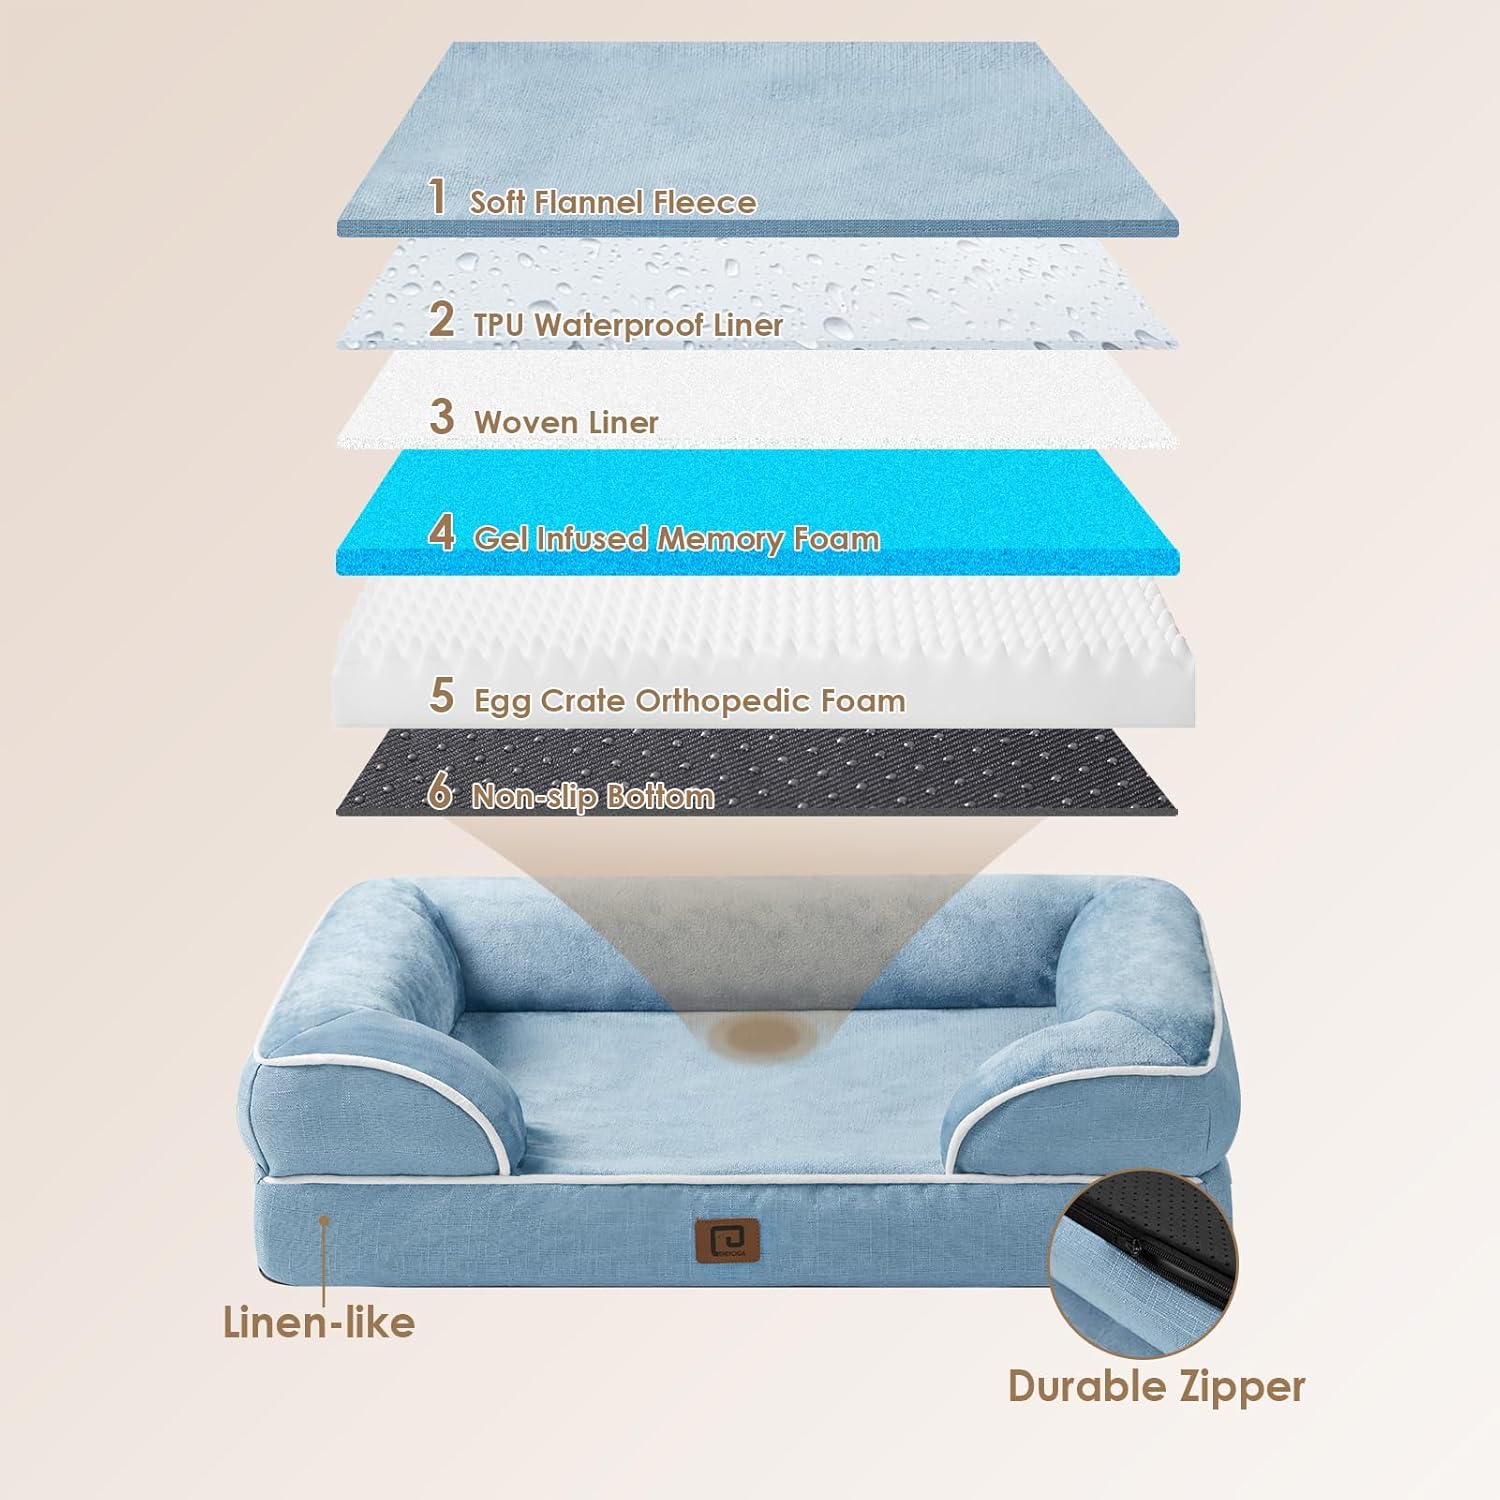 1 Soft Flannel Fleece
2 TPU Waterproof Liner
3 Woven Liner
4 Gel Infused Memory Foam
5 Egg Crate Orthopedic Foam
6 Non-slip Bottom
Linen-like
Durable Zipper